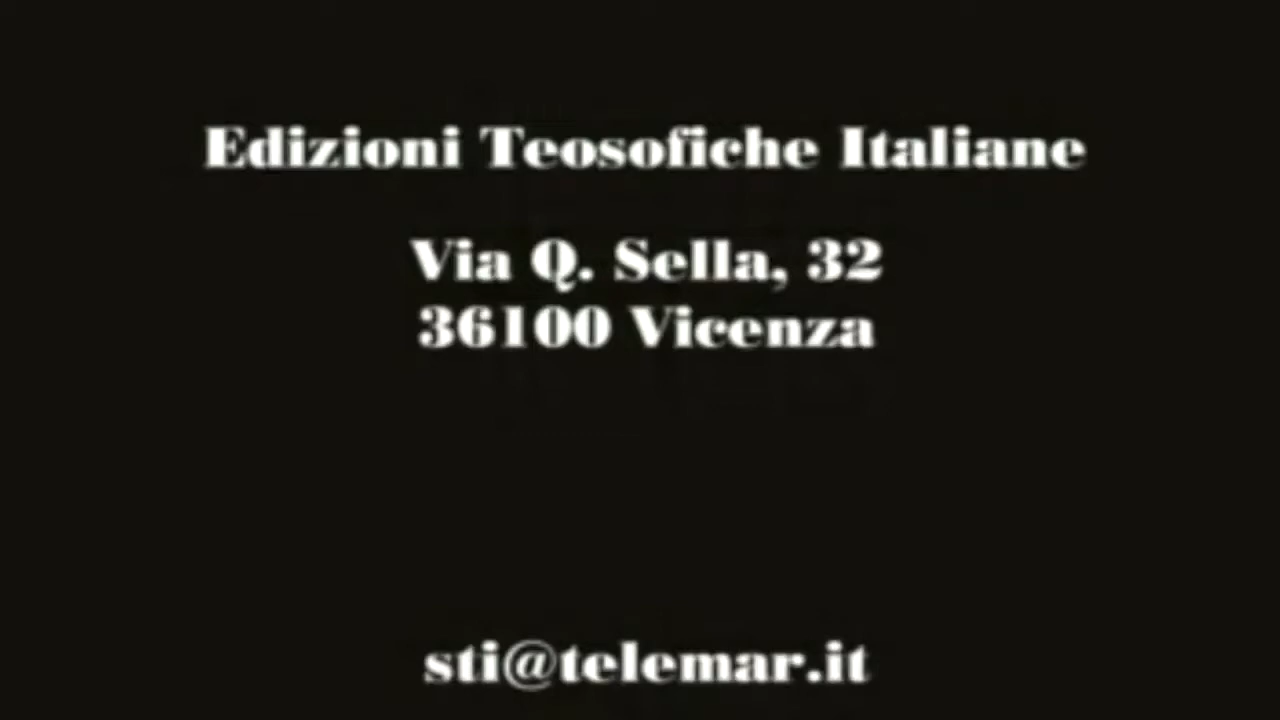 Edizioni Teosofiche Italiane
Via Q. Sella, 32
36100 Vicenza
sti@telemar.it